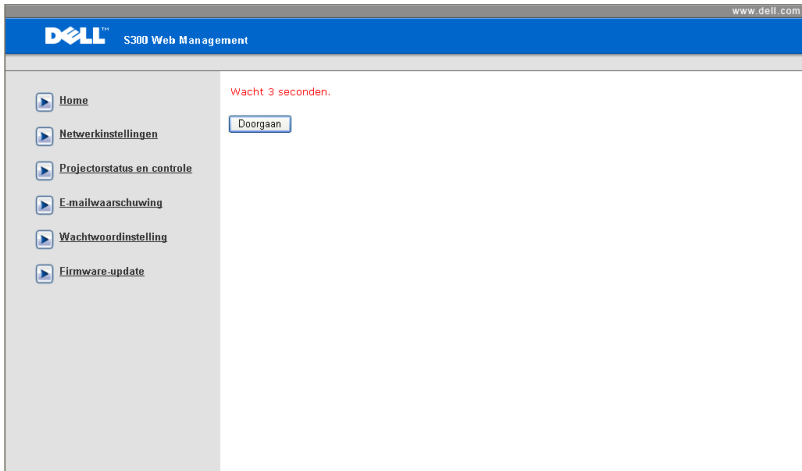 www.dell.com
DELL™ S300 Web Management
Home
Netwerkinstellingen
Projectorstatus en controle
E-mailwaarschuwing
Wachtwoordinstelling
Firmware-update
Wacht 3 seconden.
Doorgaan